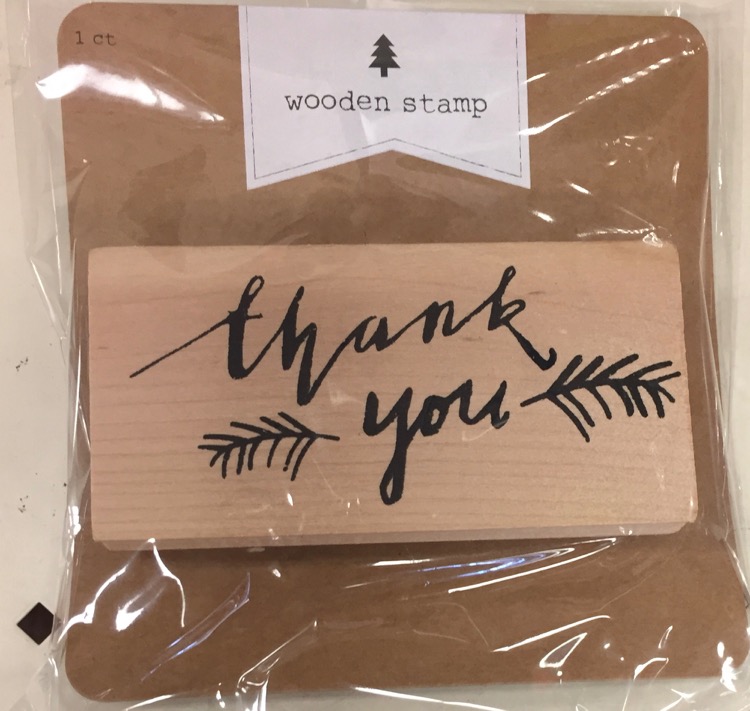 1 ct
wooden stamp
thank
you